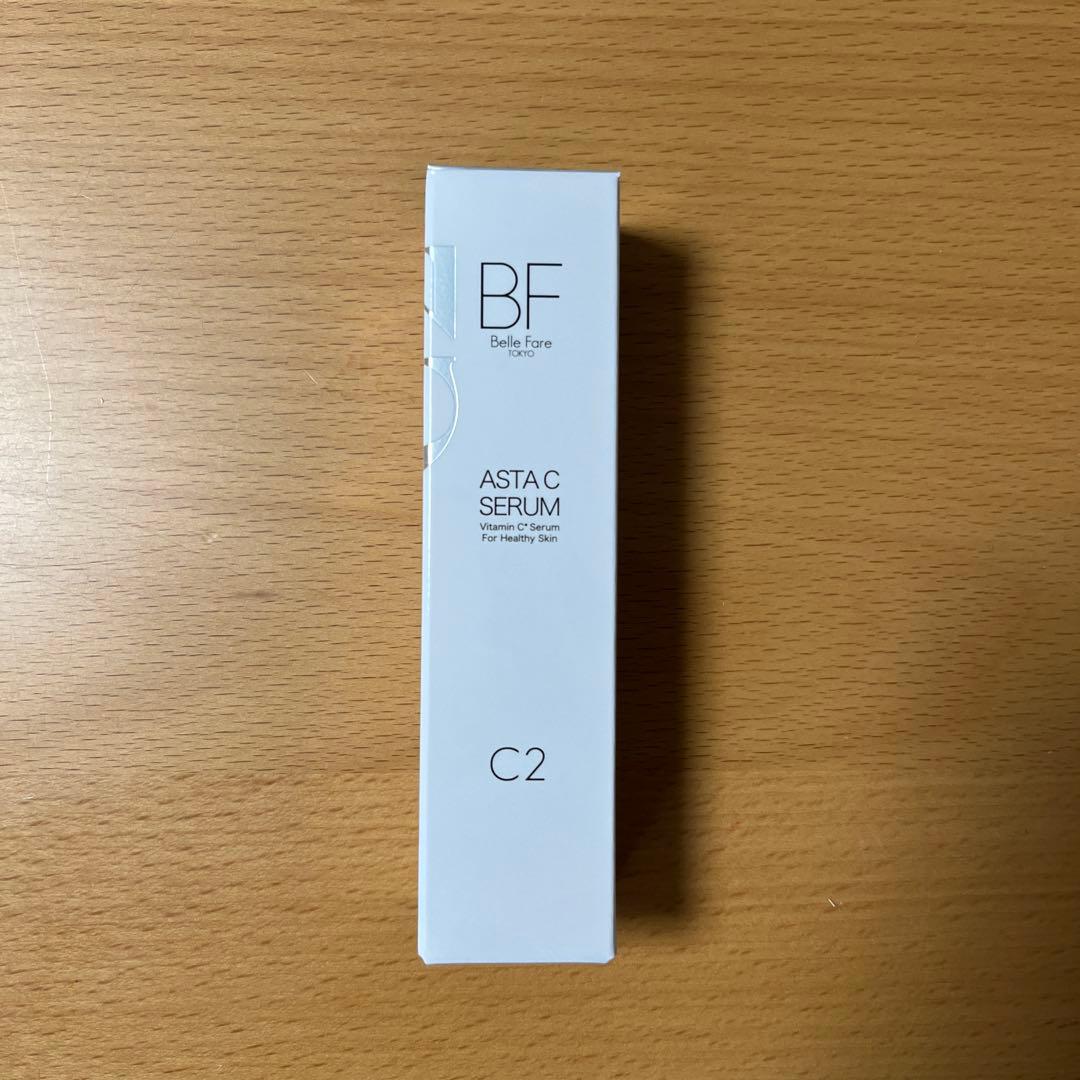 BF
Belle Fare
TOKYO
ASTA C
SERUM
Vitamin C* Serum
For Healthy Skin
C2